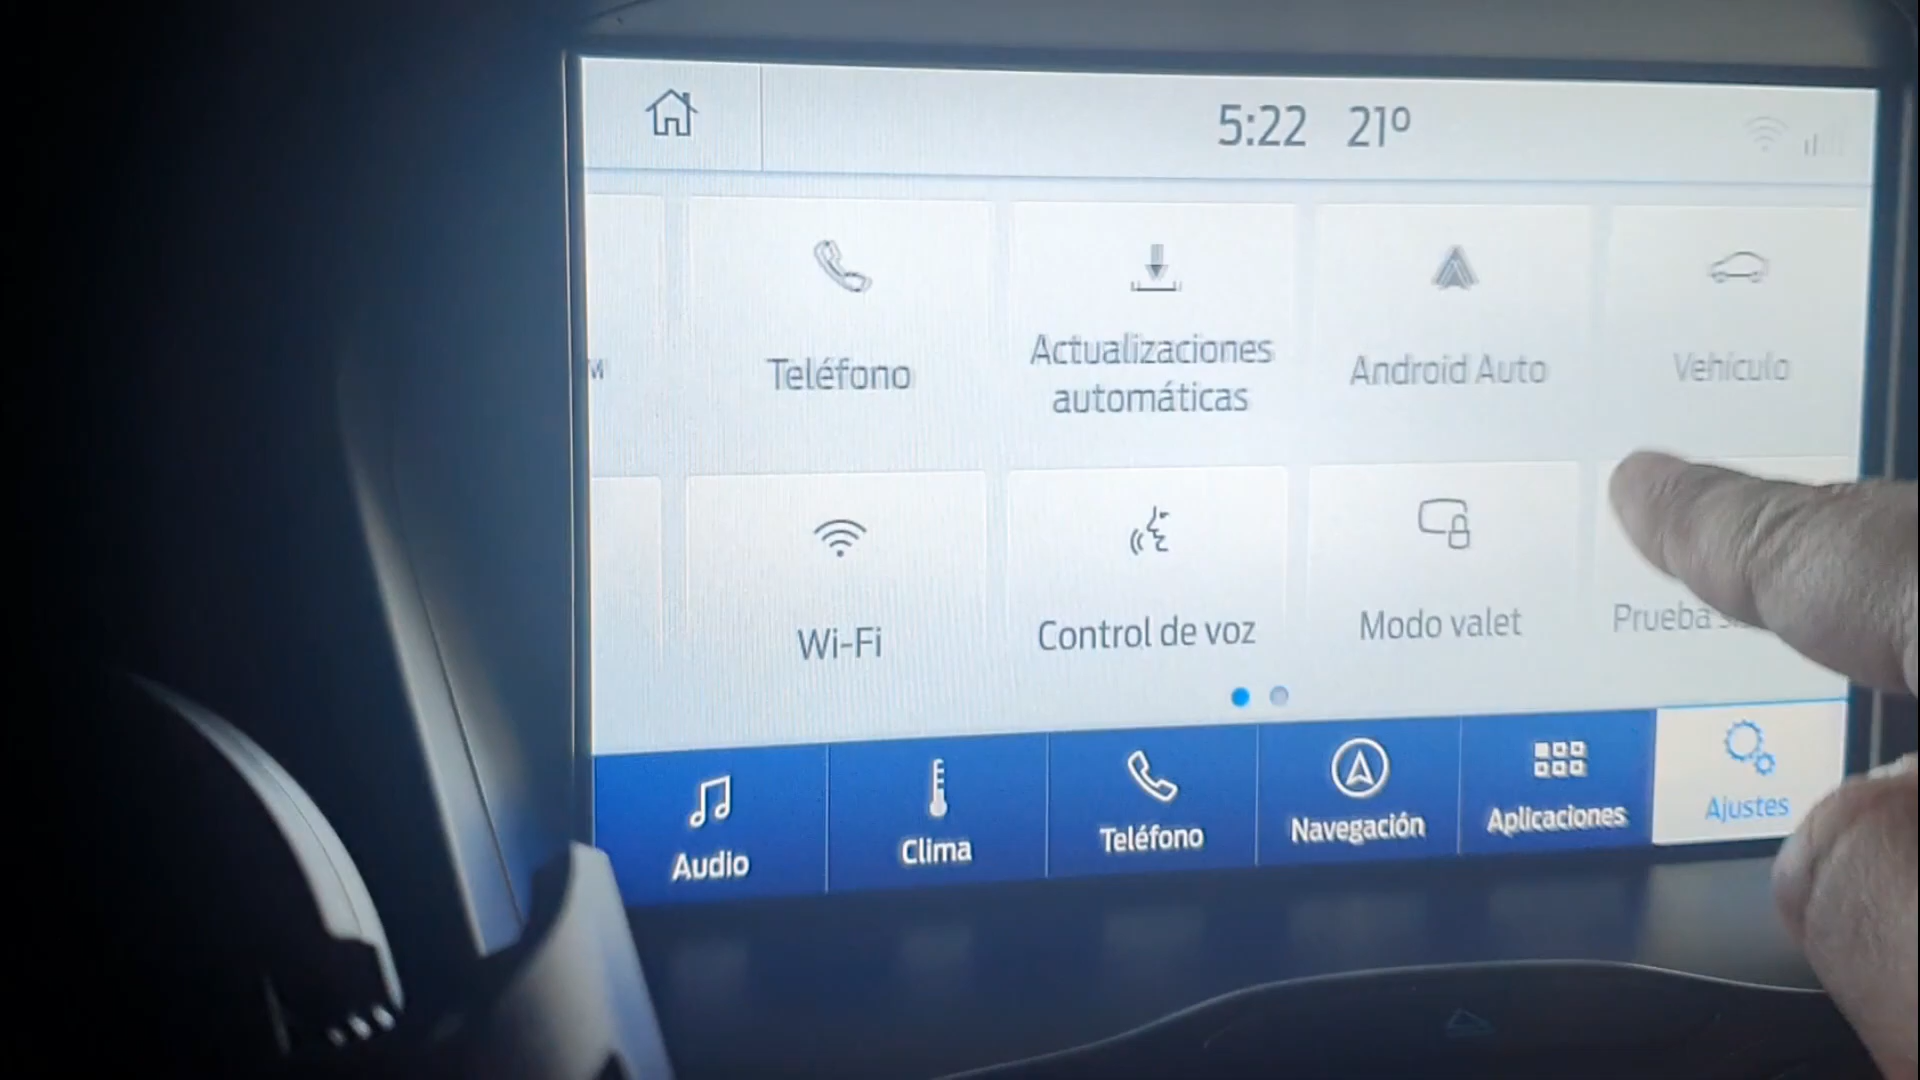 5:22 21º
Teléfono
Actualizaciones
automáticas
Android Auto
Vehículo
Wi-Fi
Control de voz
Modo valet
Prueba
Audio
Clima
Teléfono
Navegación
Aplicaciones
Ajustes